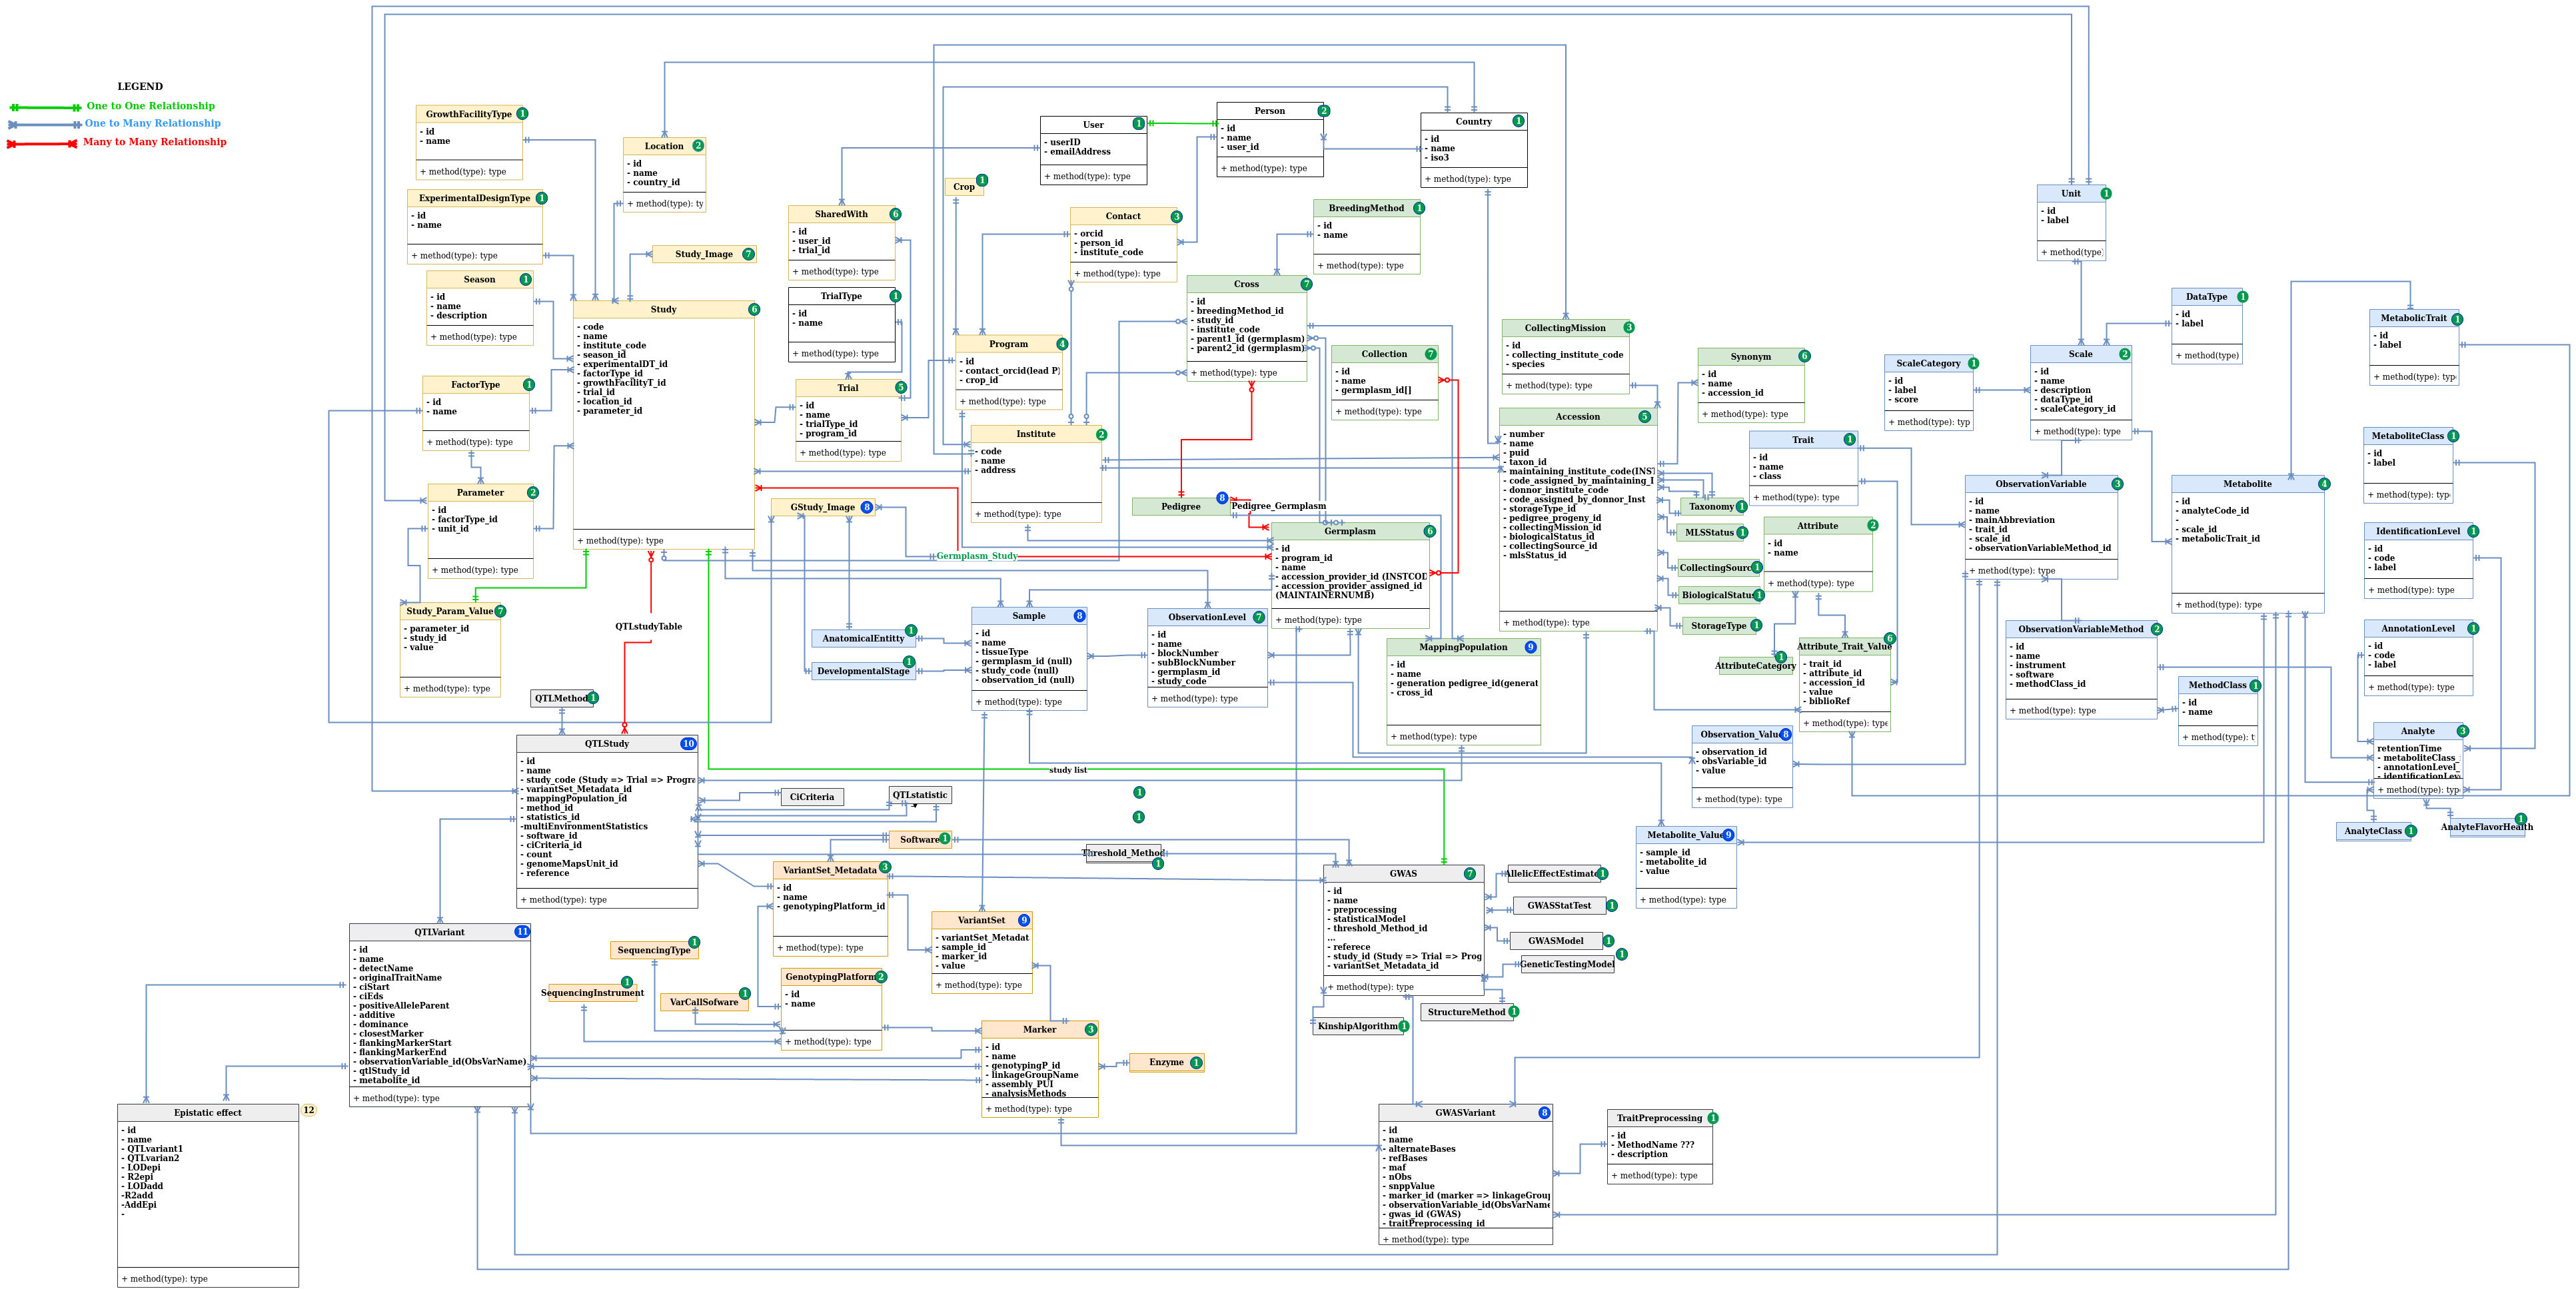 LEGEND
One to One Relationship
One to Many Relationship
Many to Many Relationship
GrowthFacilityType
1
- id
- name
+ method(type): type
ExperimentalDesignType
1
- id
- name
+ method(type): type
Season
1
- id
- name
- description
+ method(type): type
FactorType
1
- id
- name
+ method(type): type
Parameter
2
- id
- factorType_id
- unit_id
+ method(type): type
Study_Param_Value
7
- parameter_id
- study_id
- value
+ method(type): type
Location
2
- id
- name
- country_id
+ method(type): ty
Study_Image
7
Study
6
- code
- name
- institute_code
- season_id
- experimentalDT_id
- factorType_id
- growthFacilityT_id
- trial_id
- location_id
- parameter_id
+ method(type): type
SharedWith
6
- id
- user_id
- trial_id
+ method(type): type
TrialType
1
- id
- name
+ method(type): type
Trial
5
- id
- name
- trialType_id
- program_id
+ method(type): type
GStudy_Image
8
User
1
- userID
- emailAddress
+ method(type): type
Person
2
- id
- name
- user_id
+ method(type): type
Country
1
- id
- name
- iso3
+ method(type): type
Crop
1
Contact
3
- orcid
- person_id
- institute_code
+ method(type): type
Program
4
- id
- contact_orcid(lead P)
- crop_id
+ method(type): type
Institute
2
- code
- name
- address
+ method(type): type
BreedingMethod
1
- id
- name
+ method(type): type
Cross
7
- id
- breedingMethod_id
- study_id
- institute_code
- parent1_id (germplasm)
- parent2_id (germplasm)
+ method(type): type
Collection
7
- id
- name
- germplasm_id[]
+ method(type): type
Pedigree
8
Pedigree_Germplasm
Germplasm_Study
Germplasm
6
- id
- program_id
- name
- accession_provider_id (INSTCOD
- accession_provider_assigned_id
(MAINTAINERNUMB)
+ method(type): type
CollectingMission
3
- id
- collecting_institute_code
- species
+ method(type): type
Accession
5
- number
- name
- puid
- taxon_id
- maintaining_institute_code(INS
- code_assigned_by_maintaining_I
- donnor_institute_code
- code_assigned_by_donnor_Inst
- storageType_id
- pedigree_progeny_id
- collectingMission_id
- biologicalStatus_id
- collectingSource_id
- mlsStatus_id
+ method(type): type
Synonym
6
- id
- name
- accession_id
+ method(type): type
Taxonomy
1
MLSStatus
1
CollectingSourc
1
BiologicalStatus
1
StorageType
1
Trait
1
- id
- name
- class
+ method(type): type
Attribute
2
- id
- name
+ method(type): type
AttributeCategory
1
Attribute_Trait_Value
6
- trait_id
- attribute_id
- accession_id
- value
- biblioRef
+ method(type): type
Unit
1
- id
- label
+ method(type):
DataType
1
- id
- label
+ method(type):
ScaleCategory
1
- id
- label
- score
+ method(type): typ
Scale
2
- id
- name
- description
- dataType_id
- scaleCategory_id
+ method(type): type
ObservationVariable
3
- id
- name
- mainAbbreviation
- trait_id
- scale_id
- observationVariableMethod_id
+ method(type): type
ObservationVariableMethod
2
- id
- name
- instrument
- software
- methodClass_id
+ method(type): type
MethodClass
1
- id
- name
+ method(type): t
Metabolite
4
- id
- analyteCode_id
-
- scale_id
- metabolicTrait_id
+ method(type): type
MetabolicTrait
1
- id
- label
+ method(type): typ
MetaboliteClass
1
- id
- label
+ method(type): typ
IdentificationLevel
1
- id
- code
- label
+ method(type): type
AnnotationLevel
1
- id
- code
- label
+ method(type): type
Analyte
3
retentionTime
- metaboliteClass_
- annotationLevel_
- identificationLev
+ method(type): typ
AnalyteClass
1
AnalyteFlavorHealth
1
AnatomicalEntitty
1
DevelopmentalStage
1
Sample
8
- id
- name
- tissueType
- germplasm_id (null)
- study_code (null)
- observation_id (null)
+ method(type): type
ObservationLevel
7
- id
- name
- blockNumber
- subBlockNumber
- germplasm_id
- study_code
+ method(type): type
MappingPopulation
9
- id
- name
- generation pedigree_id(generat
- cross_id
+ method(type): type
Observation_Value
8
- observation_id
- obsVariable_id
- value
+ method(type): type
Metabolite_Value
9
- sample_id
- metabolite_id
- value
+ method(type): type
QTLstudyTable
QTLMethod
1
QTLStudy
10
- id
- name
- study_code (Study => Trial => Progra
- variantSet_Metadata_id
- mappingPopulation_id
- method_id
- statistics_id
-multiEnvironmentStatistics
- software_id
- ciCriteria_id
- count
- genomeMapsUnit_id
- reference
+ method(type): type
study list
CiCriteria
QTLstatistic
1
1
Software
1
Threshold_Method
1
VariantSet_Metadata
3
- id
- name
- genotypingPlatform_id
+ method(type): type
VariantSet
9
- variantSet_Metadat
- sample_id
- marker_id
- value
+ method(type): type
SequencingType
1
SequencingInstrument
1
VarCallSofware
1
GenotypingPlatform
2
- id
- name
+ method(type): type
Marker
3
- id
- name
- genotypingP_id
- linkageGroupName
- assembly_PUI
- analysisMethods
+ method(type): type
Enzyme
1
QTLVariant
11
- id
- name
- detectName
- originalTraitName
- ciStart
- ciEds
- positiveAlleleParent
- additive
- dominance
- closestMarker
- flankingMarkerStart
- flankingMarkerEnd
- observationVariable_id(ObsVarName)
- qtlStudy_id
- metabolite_id
+ method(type): type
Epistatic effect
12
- id
- name
- QTLvariant1
- QTLvarian2
- LODepi
- R2epi
- LODadd
-R2add
-AddEpi
-
+ method(type): type
GWAS
7
- id
- name
- preprocessing
- statisticalModel
- threshold_Method_id
...
- referece
- study_id (Study => Trial => Prog
- variantSet_Metadata_id
+ method(type): type
AllelicEffectEstimate
1
GWASStatTest
1
GWASModel
1
GeneticTestingModel
1
StructureMethod
1
KinshipAlgorithm
1
GWASVariant
8
- id
- name
- alternateBases
- refBases
- maf
- nObs
- snppValue
- marker_id (marker => linkageGroup
- observationVariable_id(ObsVarName
- gwas_id (GWAS)
- traitPreprocessing_id
+ method(type): type
TraitPreprocessing
1
- id
- MethodName ???
- description
+ method(type): type